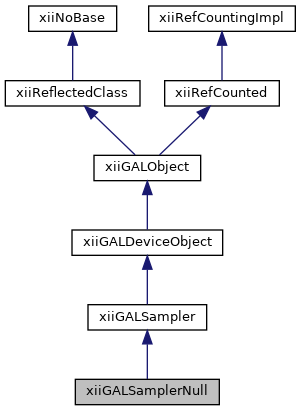 xiiNoBase
xiiRefCountingImpl
xiiReflectedClass
xiiRefCounted
xiiGALObject
xiiGALDeviceObject
xiiGALSampler
xiiGALSamplerNull